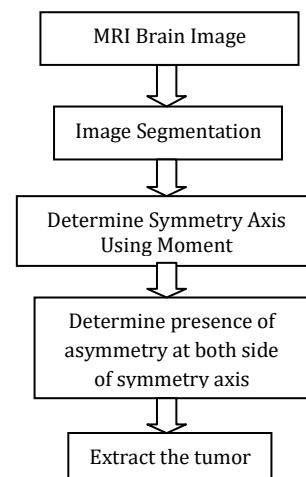 MRI Brain Image
Image Segmentation
Determine Symmetry Axis
Using Moment
Determine presence of
asymmetry at both side
of symmetry axis
Extract the tumor